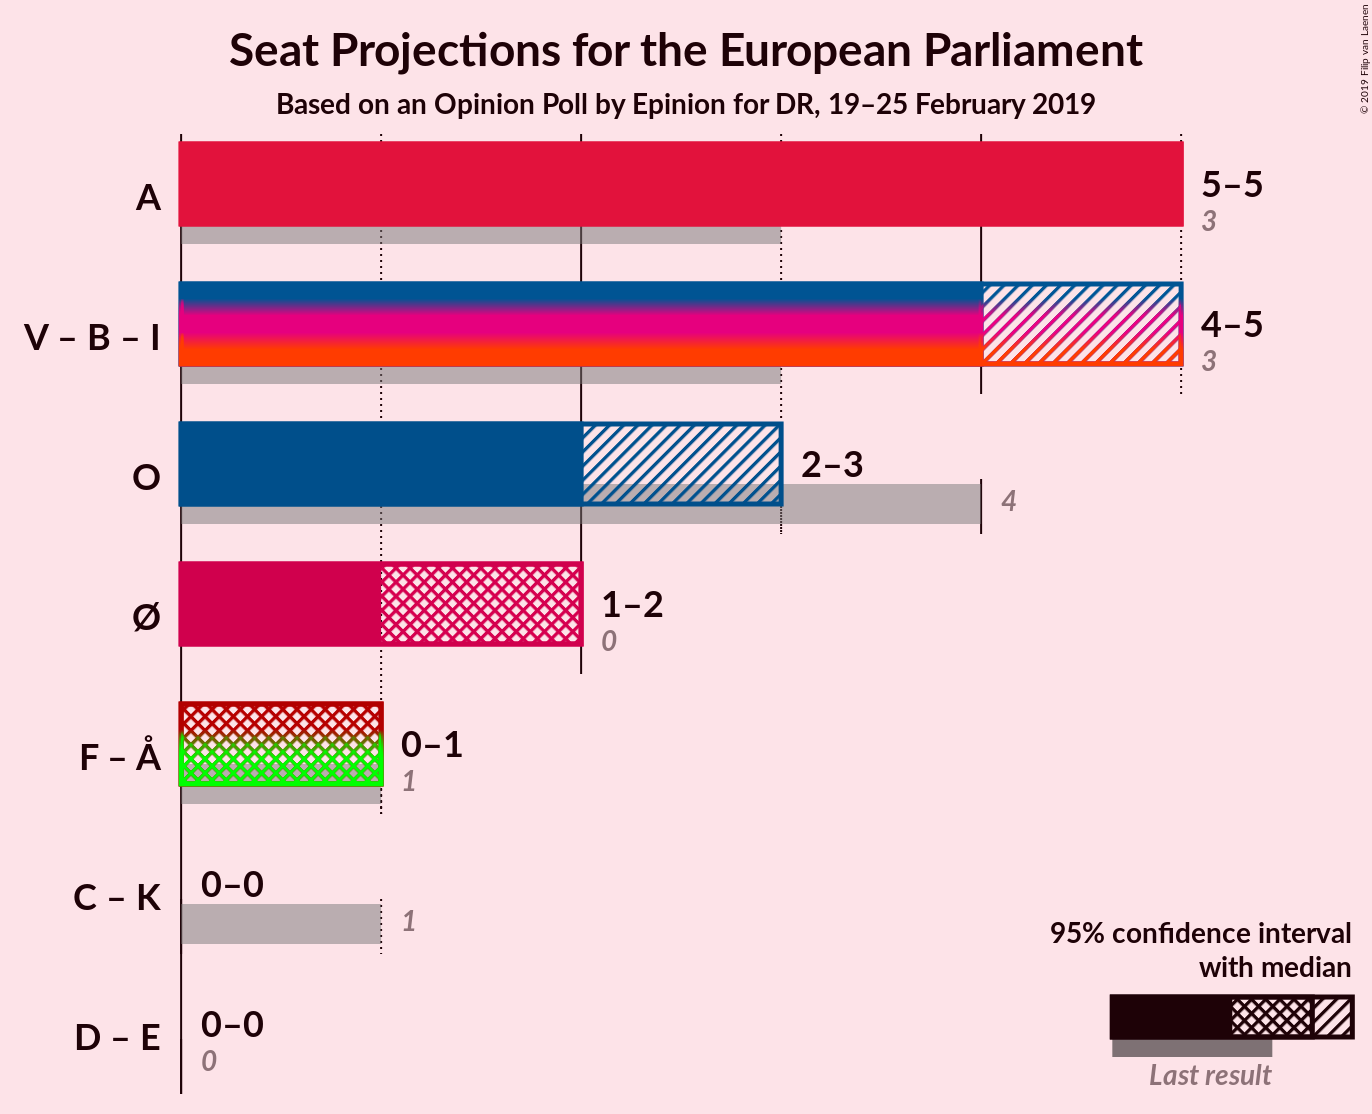 Seat Projections for the European Parliament
Based on an Opinion Poll by Epinion for DR, 19–25 February 2019
© 2019 Filip van Laenen
A
5–5
3
V – B – I
4–5
3
O
2–3
4
Ø
1–2
0
F – Å
0–1
1
C – K
0–0
1
D – E
0–0
0
95% confidence interval
with median
Last result